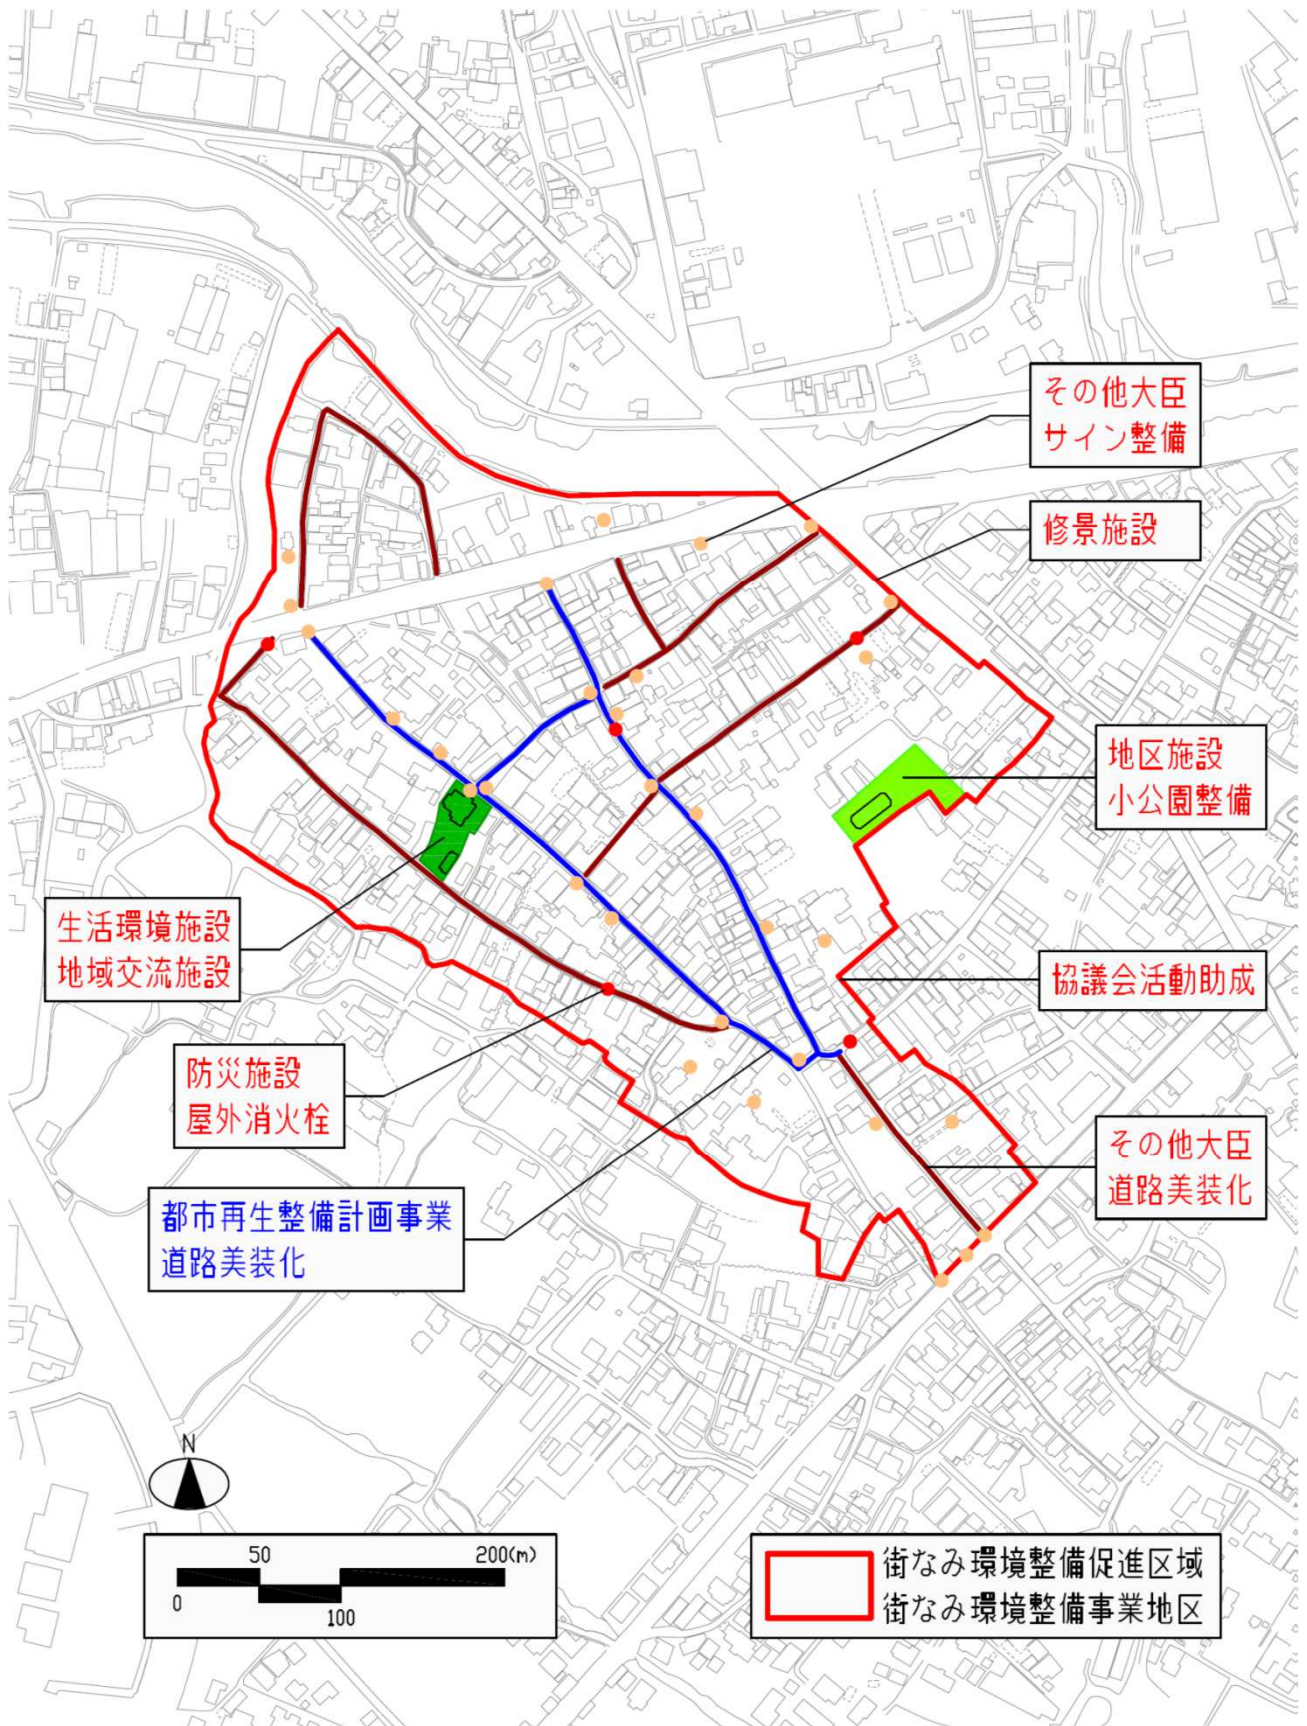 その他大臣
サイン整備
修景施設
地区施設
小公園整備
生活環境施設
地域交流施設
協議会活動助成
防災施設
屋外消火栓
その他大臣
道路美装化
都市再生整備計画事業
道路美装化
N
50 200(m)
0 100
街なみ環境整備促進区域
街なみ環境整備事業地区